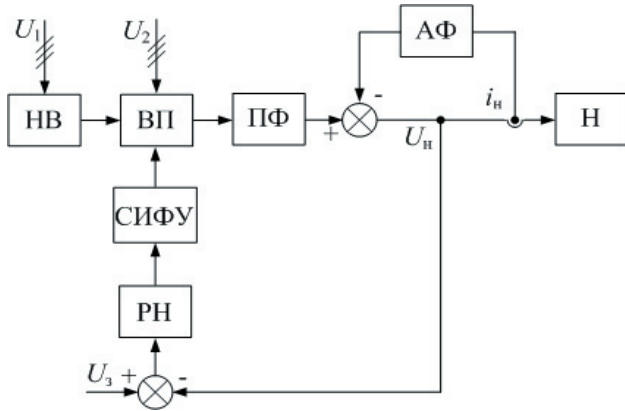 U₁ U₂ АФ
-
iн
НВ ВП ПФ + Uн Н
СИФУ
РН
Uз + -